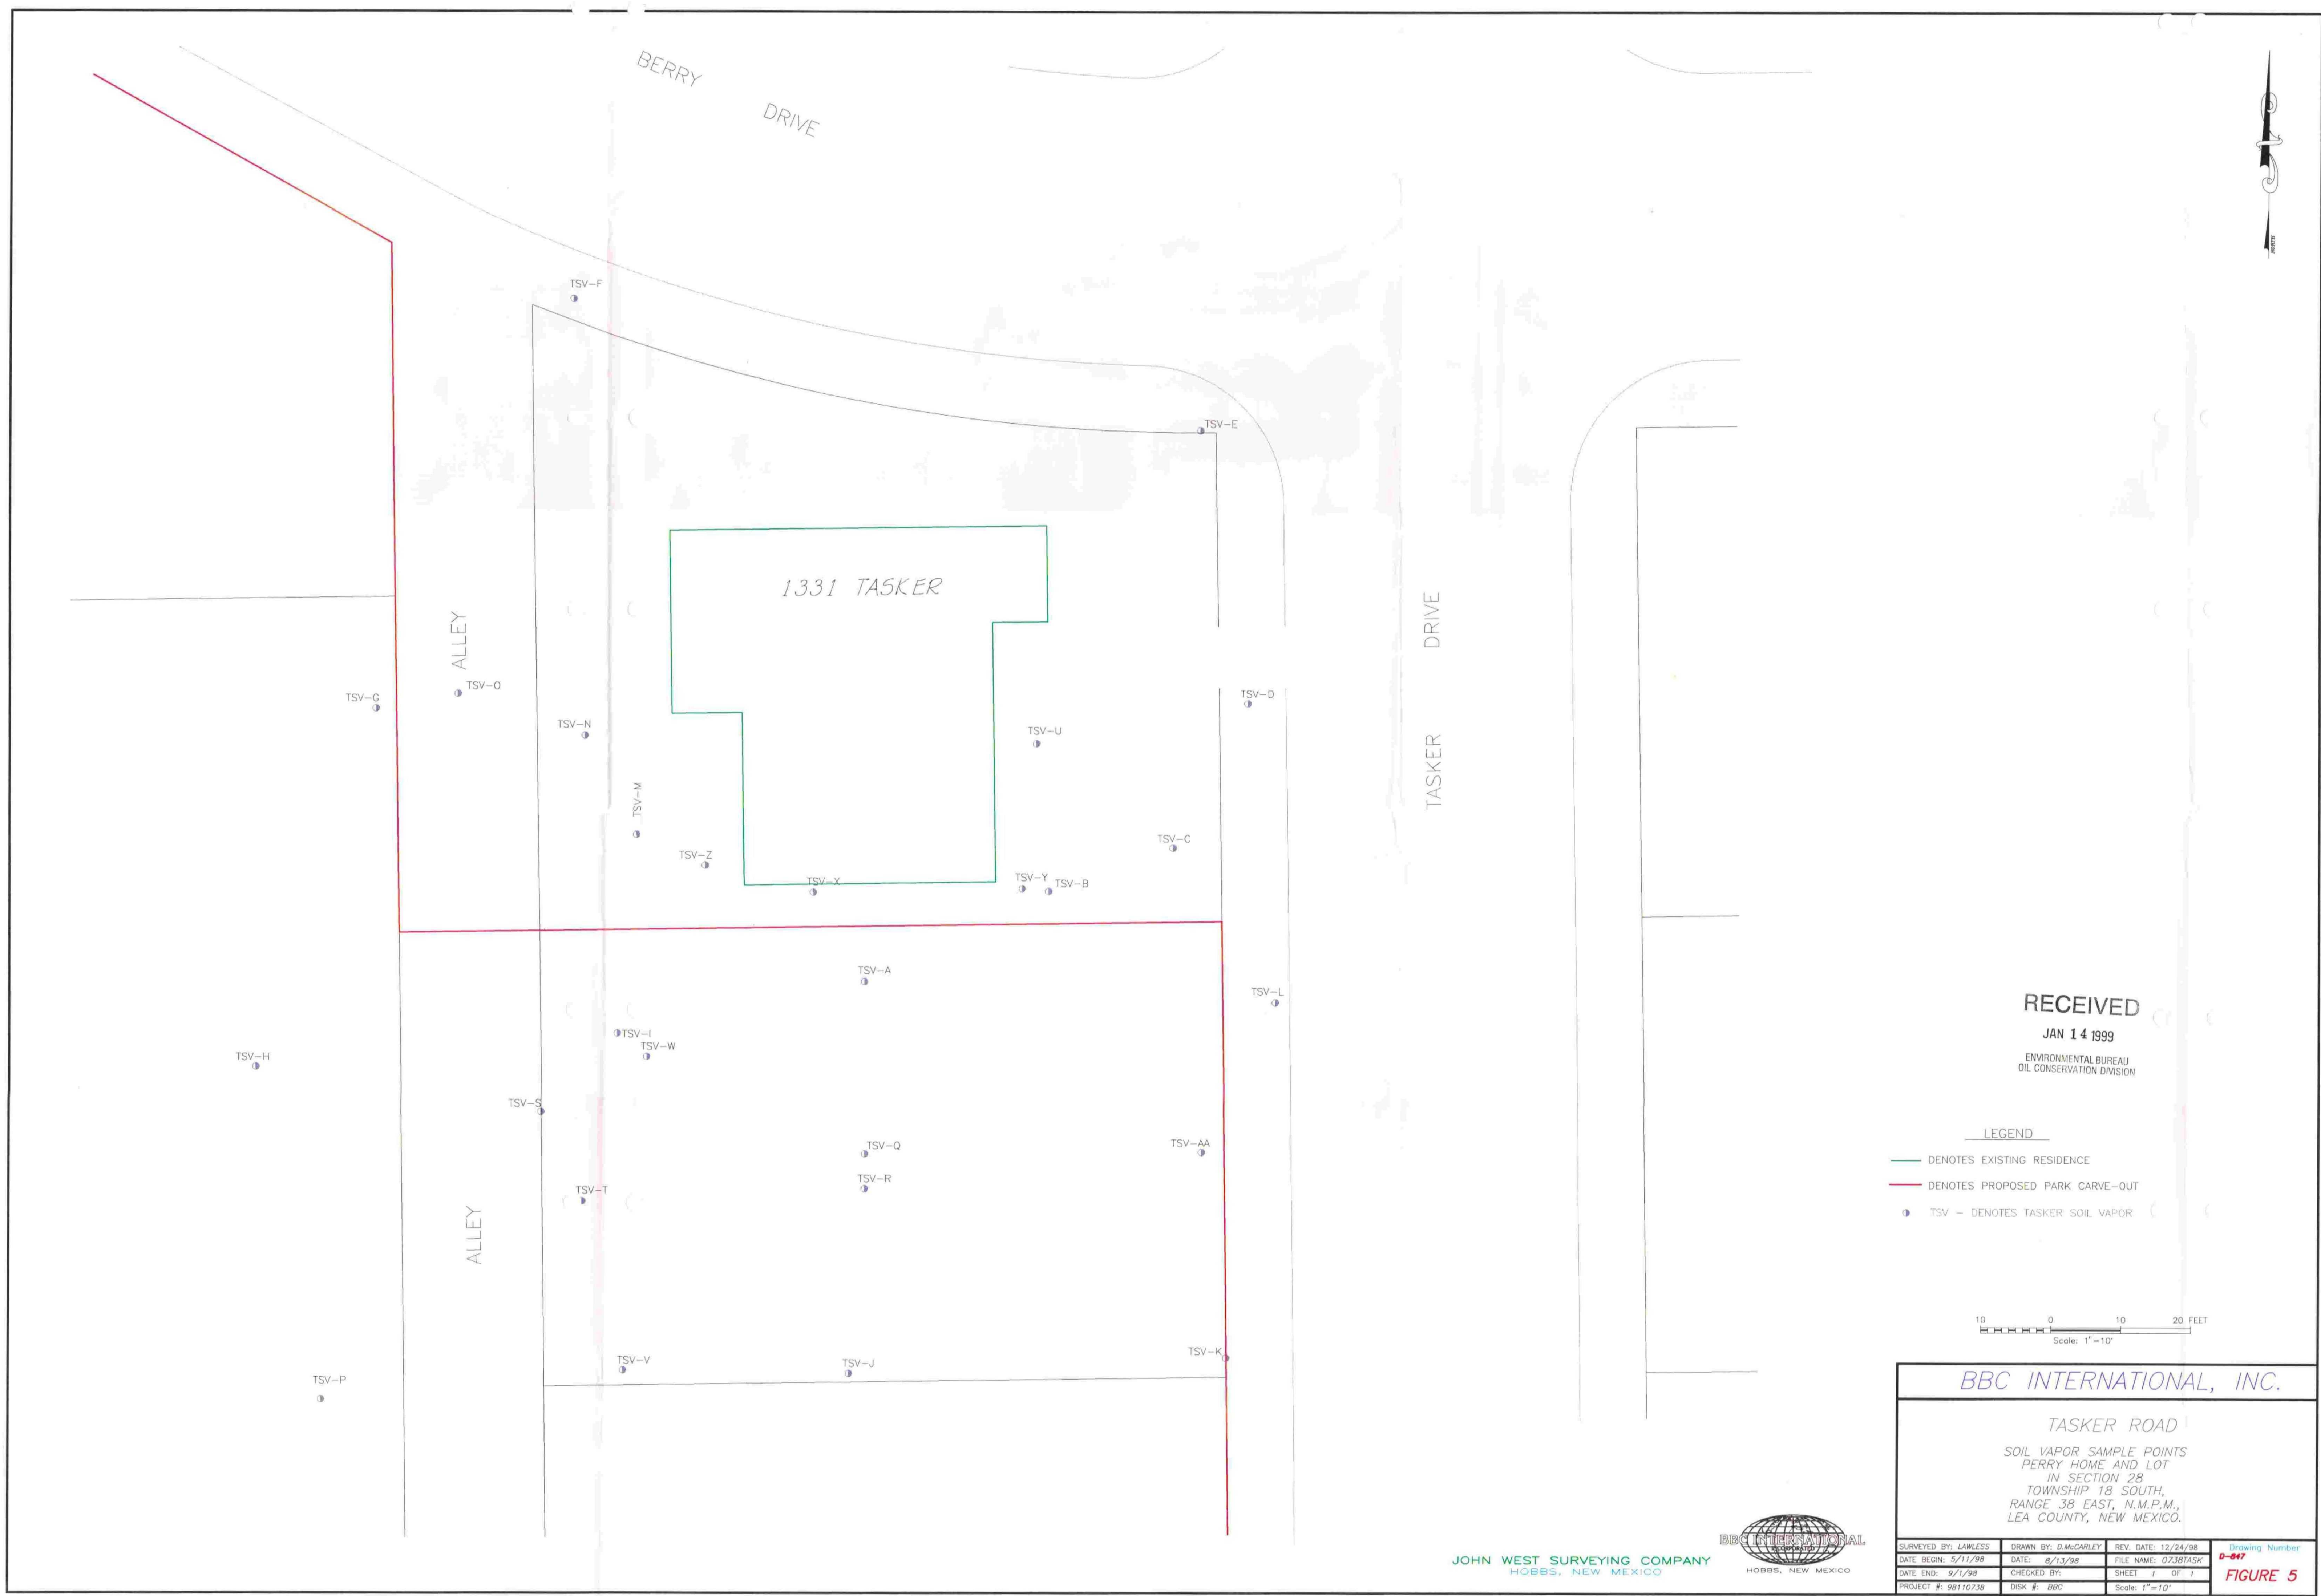 BERRY DRIVE
NORTH
TSV-F
TSV-E
1331 TASKER
ALLEY
TSV-G
TSV-O
TSV-N
TSV-M
TSV-Z
TSV-X
TSV-U
TSV-Y
TSV-B
TSV-C
TSV-D
TASKER DRIVE
TSV-A
TSV-L
TSV-I
TSV-W
TSV-H
TSV-S
TSV-Q
TSV-R
TSV-AA
TSV-T
ALLEY
TSV-V
TSV-J
TSV-K
TSV-P
RECEIVED
JAN 14 1999
ENVIRONMENTAL BUREAU
OIL CONSERVATION DIVISION
LEGEND
DENOTES EXISTING RESIDENCE
DENOTES PROPOSED PARK CARVE-OUT
TSV - DENOTES TASKER SOIL VAPOR
10 0 10 20 FEET
Scale: 1"=10'
BBC INTERNATIONAL, INC.
TASKER ROAD
SOIL VAPOR SAMPLE POINTS
PERRY HOME AND LOT
IN SECTION 28
TOWNSHIP 18 SOUTH,
RANGE 38 EAST, N.M.P.M.,
LEA COUNTY, NEW MEXICO.
SURVEYED BY: LAWLESS DRAWN BY: D.McCARLEY REV. DATE: 12/24/98
DATE BEGIN: 5/11/98 DATE: 8/13/98 FILE NAME: 0738TASK
DATE END: 9/1/98 CHECKED BY: SHEET 1 OF 1
PROJECT #: 98110738 DISK #: BBC Scale: 1"=10'
Drawing Number
D-847
FIGURE 5
JOHN WEST SURVEYING COMPANY
HOBBS, NEW MEXICO
BBC INTERNATIONAL
INCORPORATED
HOBBS, NEW MEXICO